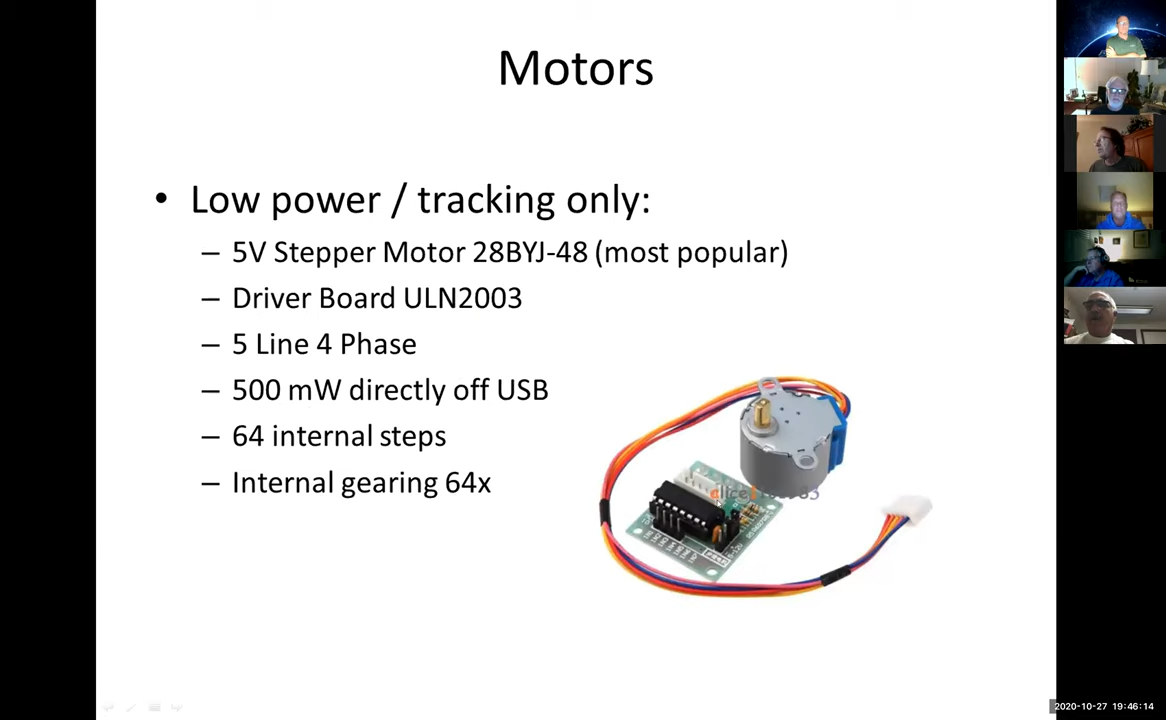 Motors
• Low power / tracking only:
– 5V Stepper Motor 28BYJ-48 (most popular)
– Driver Board ULN2003
– 5 Line 4 Phase
– 500 mW directly off USB
– 64 internal steps
– Internal gearing 64x
2020-10-27 19:46:14